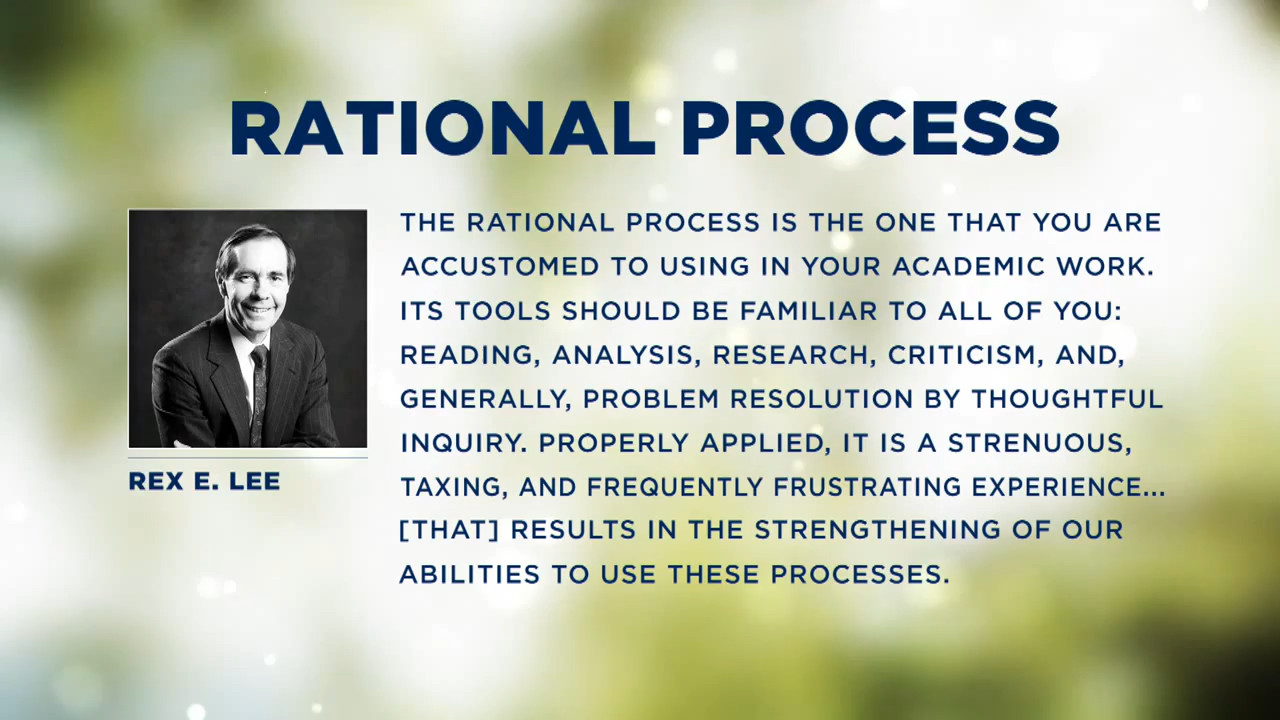 RATIONAL PROCESS
THE RATIONAL PROCESS IS THE ONE THAT YOU ARE
ACCUSTOMED TO USING IN YOUR ACADEMIC WORK.
ITS TOOLS SHOULD BE FAMILIAR TO ALL OF YOU:
READING, ANALYSIS, RESEARCH, CRITICISM, AND,
GENERALLY, PROBLEM RESOLUTION BY THOUGHTFUL
INQUIRY. PROPERLY APPLIED, IT IS A STRENUOUS,
TAXING, AND FREQUENTLY FRUSTRATING EXPERIENCE...
[THAT] RESULTS IN THE STRENGTHENING OF OUR
ABILITIES TO USE THESE PROCESSES.
REX E. LEE